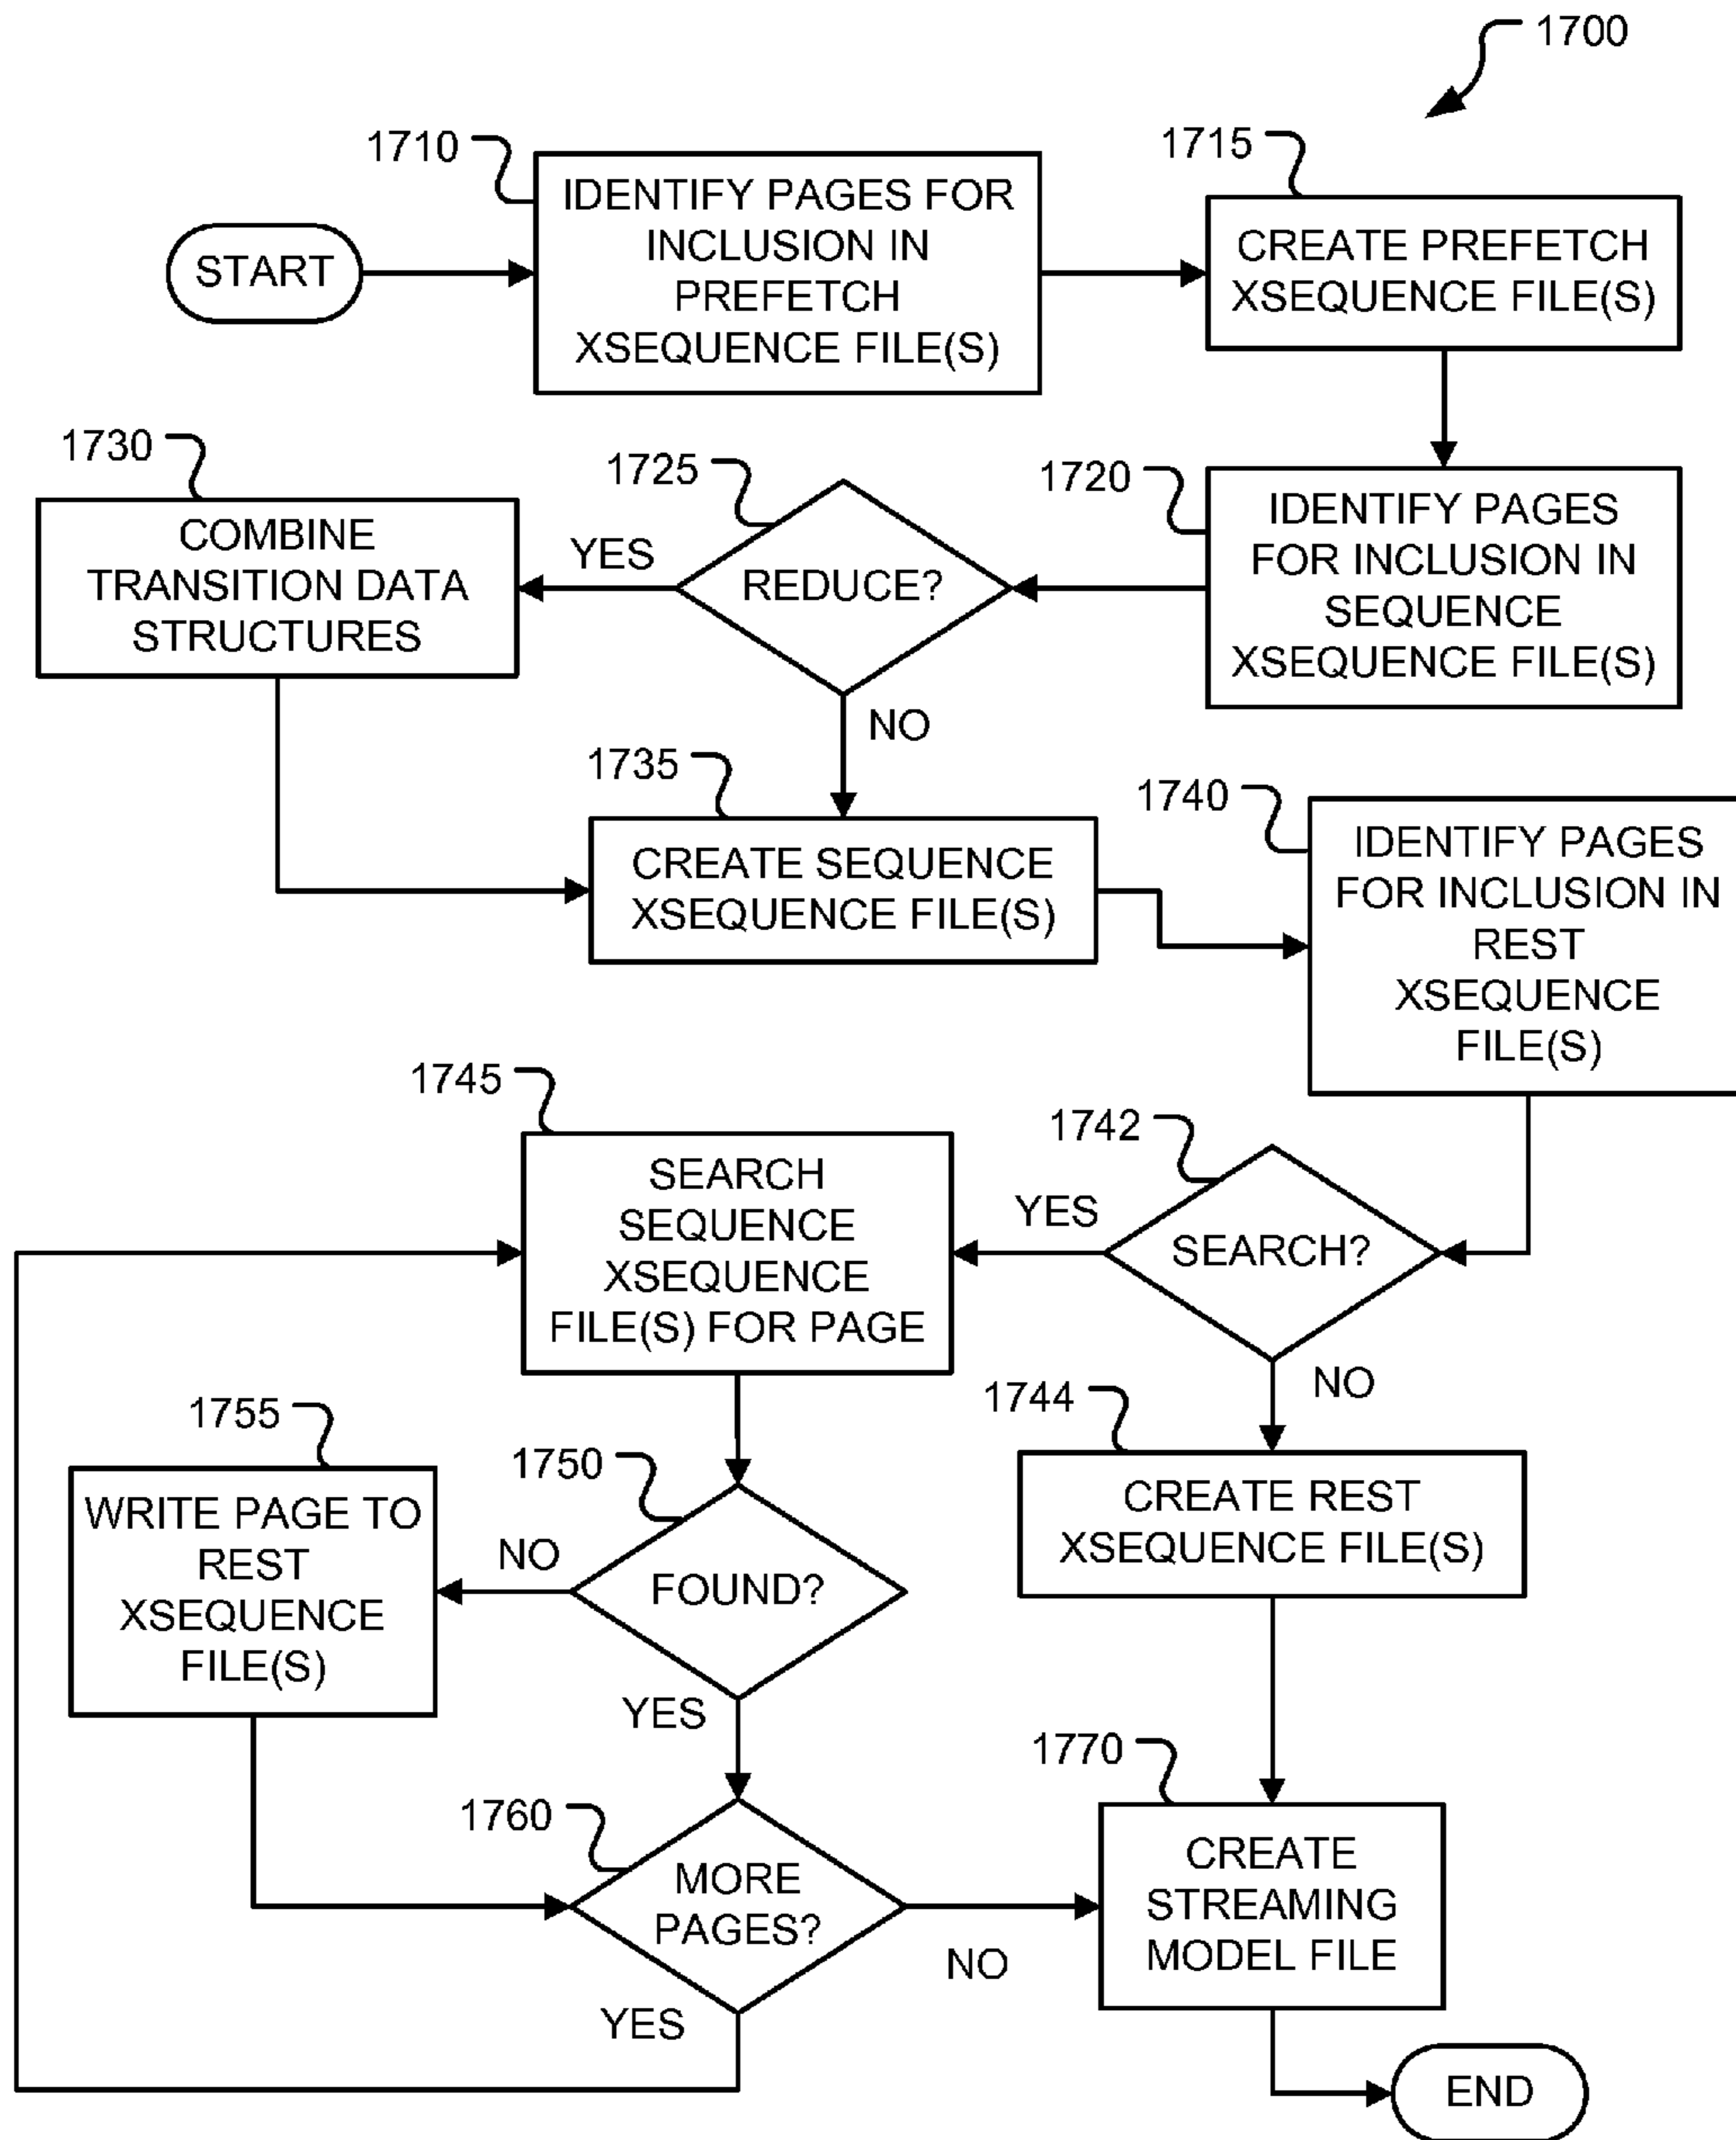 1700
1710
IDENTIFY PAGES FOR
INCLUSION IN
PREFETCH
XSEQUENCE FILE(S)
1715
CREATE PREFETCH
XSEQUENCE FILE(S)
START
1730
COMBINE
TRANSITION DATA
STRUCTURES
1725
YES
REDUCE?
NO
1720
IDENTIFY PAGES
FOR INCLUSION IN
SEQUENCE
XSEQUENCE FILE(S)
1735
CREATE SEQUENCE
XSEQUENCE FILE(S)
1740
IDENTIFY PAGES
FOR INCLUSION IN
REST
XSEQUENCE
FILE(S)
1745
SEARCH
SEQUENCE
XSEQUENCE
FILE(S) FOR PAGE
1742
YES
SEARCH?
NO
1744
CREATE REST
XSEQUENCE FILE(S)
1755
WRITE PAGE TO
REST
XSEQUENCE
FILE(S)
1750
NO
FOUND?
YES
1760
MORE
PAGES?
NO
YES
1770
CREATE
STREAMING
MODEL FILE
END